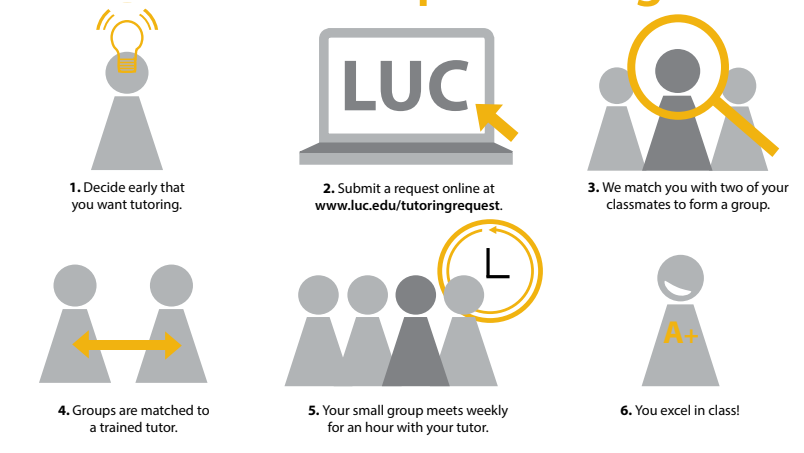 LUC
1. Decide early that
you want tutoring.
2. Submit a request online at
www.luc.edu/tutoringrequest.
3. We match you with two of your
classmates to form a group.
A+
4. Groups are matched to
a trained tutor.
5. Your small group meets weekly
for an hour with your tutor.
6. You excel in class!